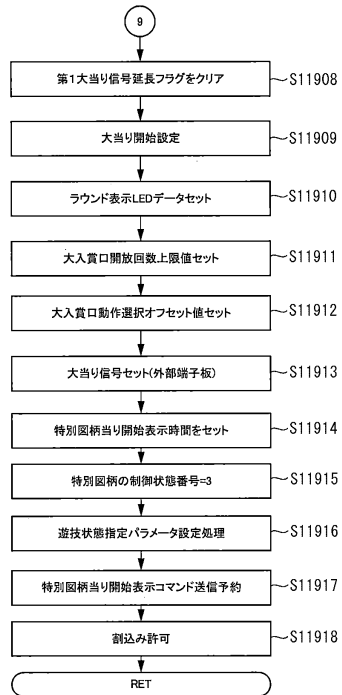 9
第1大当り信号延長フラグをクリア
S11908
大当り開始設定
S11909
ラウンド表示LEDデータセット
S11910
大入賞口開放回数上限値セット
S11911
大入賞口動作選択オフセット値セット
S11912
大当り信号セット(外部端子板)
S11913
特別図柄当り開始表示時間をセット
S11914
特別図柄の制御状態番号=3
S11915
遊技状態指定パラメータ設定処理
S11916
特別図柄当り開始表示コマンド送信予約
S11917
割込み許可
S11918
RET